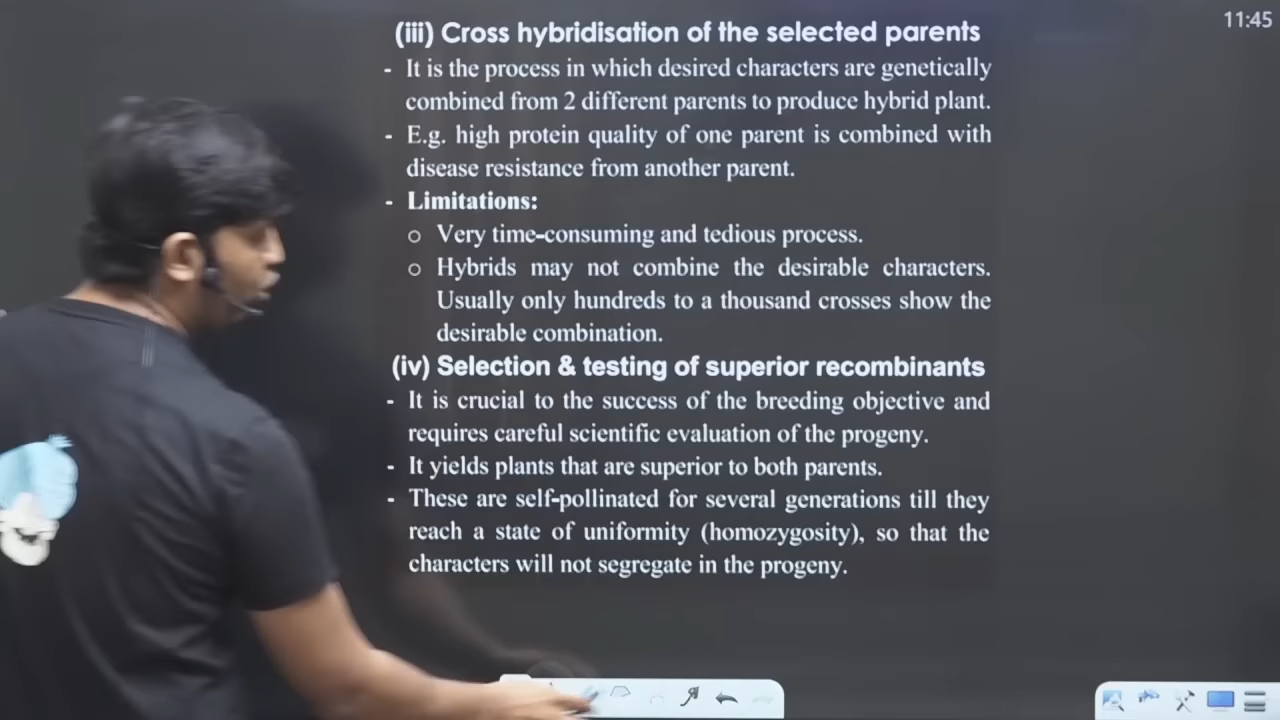 11:45
(iii) Cross hybridisation of the selected parents
- It is the process in which desired characters are genetically
combined from 2 different parents to produce hybrid plant.
- E.g. high protein quality of one parent is combined with
disease resistance from another parent.
- Limitations:
o Very time-consuming and tedious process.
o Hybrids may not combine the desirable characters.
Usually only hundreds to a thousand crosses show the
desirable combination.
(iv) Selection & testing of superior recombinants
- It is crucial to the success of the breeding objective and
requires careful scientific evaluation of the progeny.
- It yields plants that are superior to both parents.
- These are self-pollinated for several generations till they
reach a state of uniformity (homozygosity), so that the
characters will not segregate in the progeny.